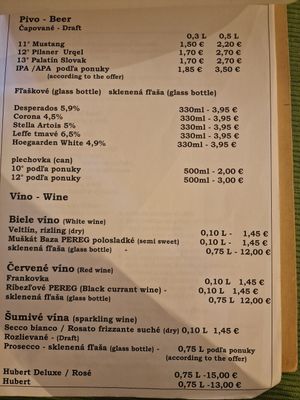 Pivo - Beer
Čapované - Draft
0,3 L 0,5 L
11° Mustang 1,50 € 2,20 €
12° Pilsner Urqel 1,70 € 2,70 €
13° Palatín Slovak 1,70 € 2,70 €
IPA /APA podľa ponuky 1,85 € 3,50 €
(according to the offer)
Fľaškové (glass bottle) sklenená fľaša (glass bottle)
Desperados 5,9% 330ml - 3,95 €
Corona 4,5% 330ml - 3,95 €
Stella Artois 5% 330ml - 3,95 €
Leffe tmavé 6,5% 330ml - 3,95 €
Hoegaarden White 4,9% 330ml - 3,95 €
plechovka (can)
10° podľa ponuky 500ml - 2,00 €
12° podľa ponuky 500ml - 3,00 €
Víno - Wine
Biele víno (White wine)
Veltlín, rizling (dry) 0,10 L - 1,45 €
Muškát Baza PEREG polosladké (semi sweet) 0,10 L - 1,45 €
sklenená fľaša (glass bottle) - 0,75 L - 12,00 €
Červené víno (Red wine)
Frankovka 0,10 L 1,45 €
Ríbezľové PEREG (Black currant wine) - 0,10 L 1,45 €
sklenená fľaša (glass bottle) - 0,75 L 12,00 €
Šumivé vína (sparkling wine)
Secco bianco / Rosato frizzante suché (dry) 0,10 L 1,45 €
Rozlievané - (Draft)
Prosecco - sklenená fľaša (glass bottle) - 0,75 L podľa ponuky
(according to the offer)
Hubert Deluxe / Rosé 0,75 L -15,00 €
Hubert 0,75 L -13,00 €